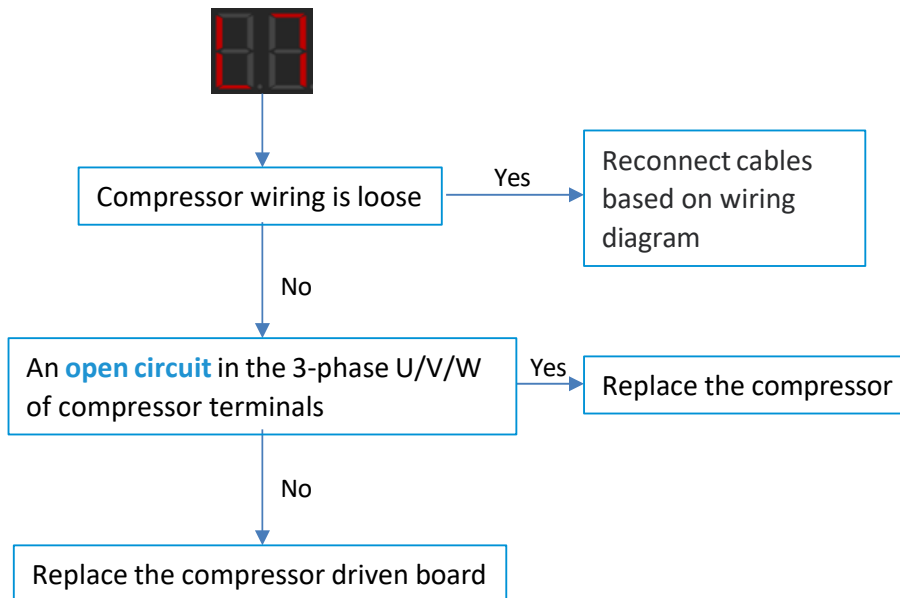 L7
Compressor wiring is loose
Yes
Reconnect cables
based on wiring
diagram
No
An open circuit in the 3-phase U/V/W
of compressor terminals
Yes
Replace the compressor
No
Replace the compressor driven board